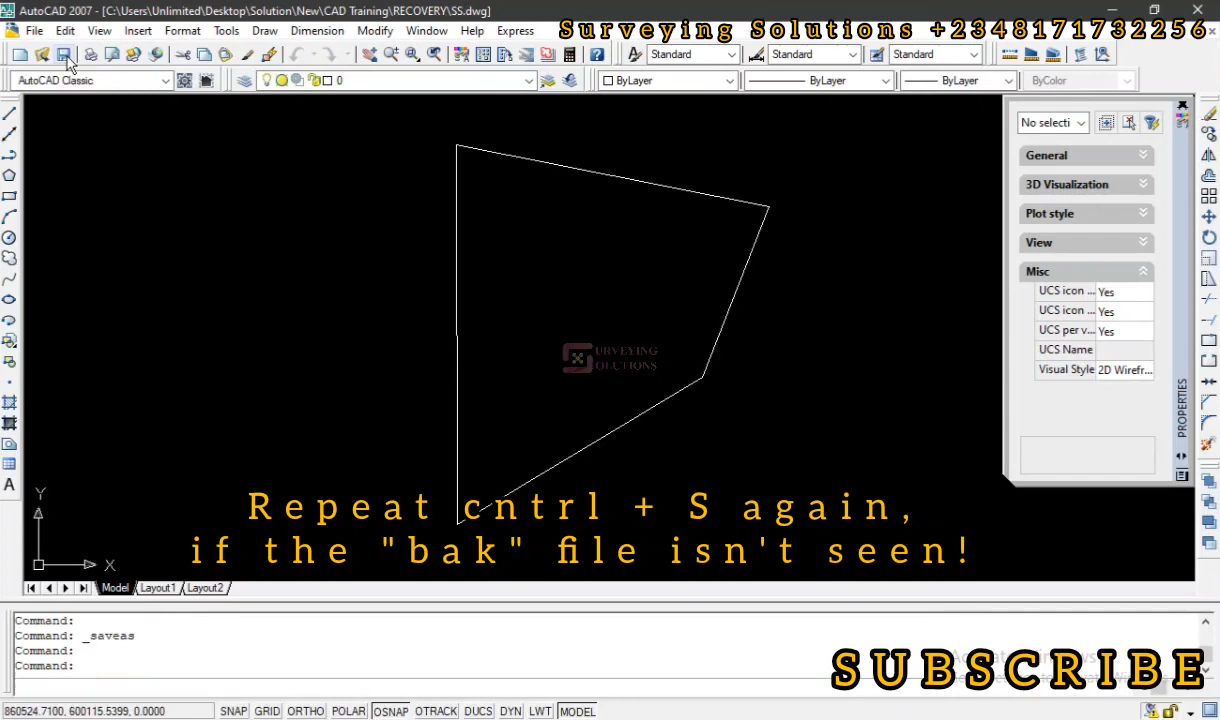 AutoCAD 2007 - [C:\Users\Unlimited\Desktop\Solution\New\CAD Training\RECOVERY\SS.dwg]
Surveying Solutions +2348171732256
File Edit View Insert Format Tools Draw Dimension Modify Window Help Express
Standard Standard Standard
AutoCAD Classic 0 ByLayer ByLayer ByLayer ByColor
No selecti
General
3D Visualization
Plot style
View
Misc
UCS icon ... Yes
UCS icon ... Yes
UCS per v... Yes
UCS Name
Visual Style 2D Wirefr...
PROPERTIES
URVEYING
OLUTIONS
Repeat cntrl + S again,
if the "bak" file isn't seen!
Y
X
Model Layout1 Layout2
Command:
Command: _saveas
Command:
Command:
SUBSCRIBE
860524.7100, 600115.5399, 0.0000 SNAP GRID ORTHO POLAR OSNAP OTRACK DUCS DYN LWT MODEL